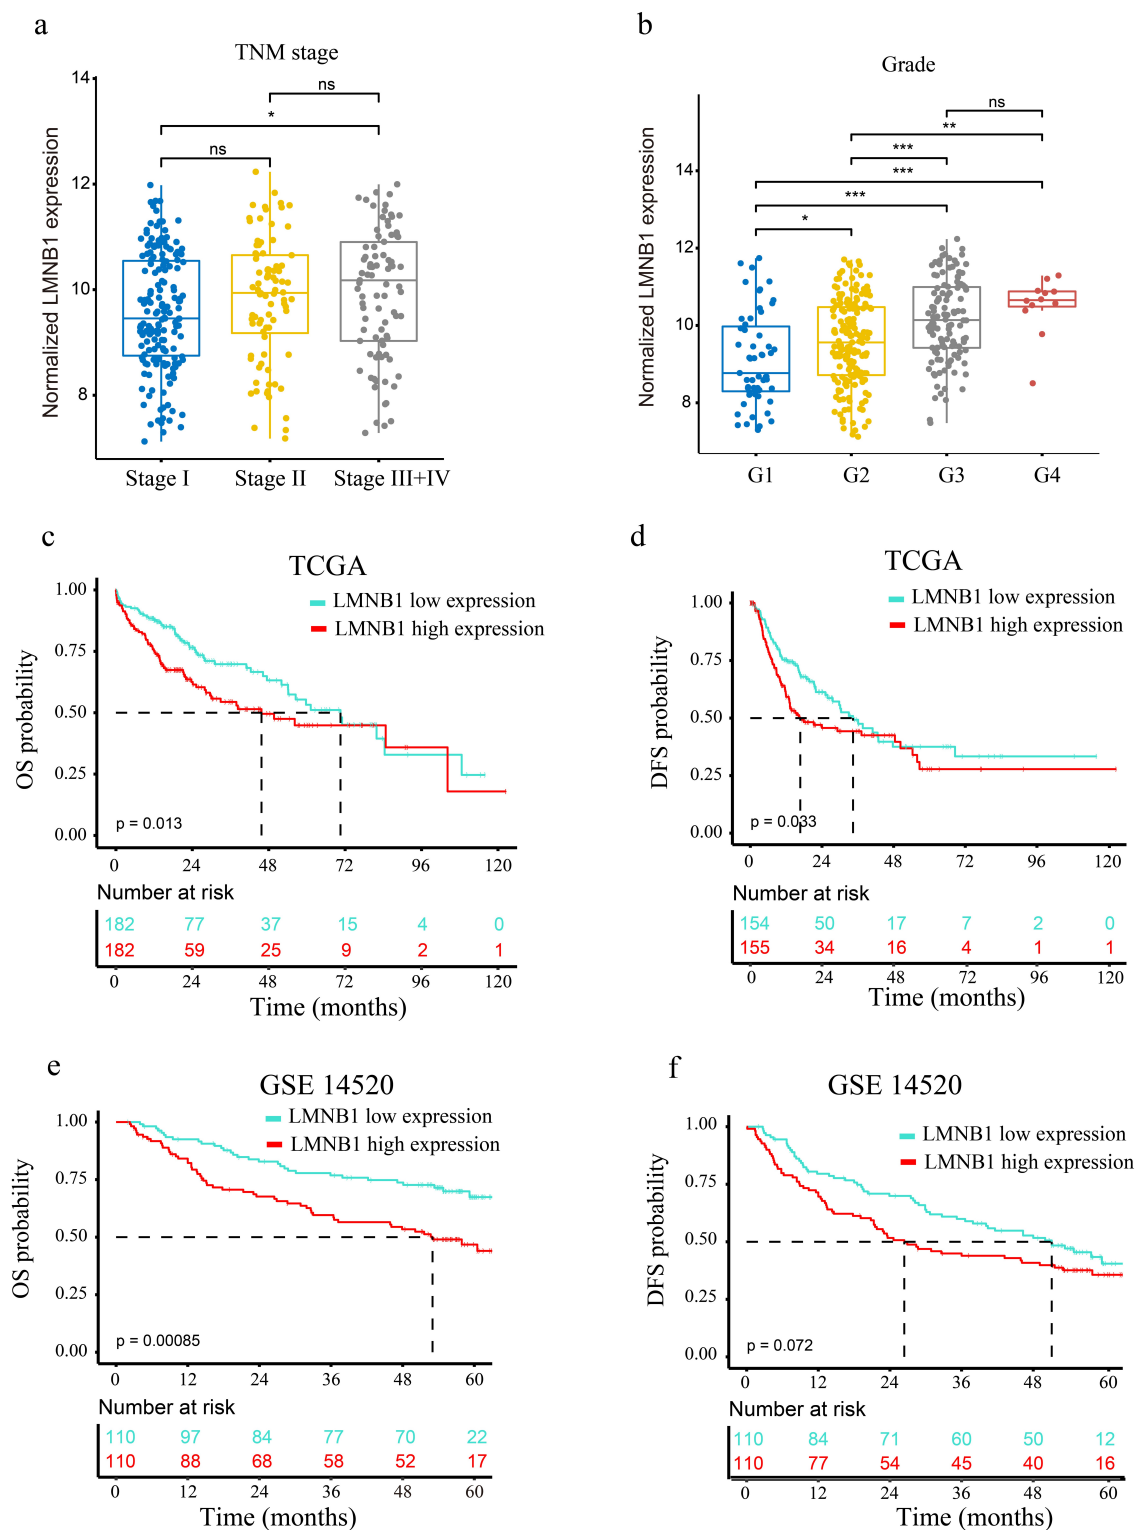 a
TNM stage
Normalized LMNB1 expression
14
12
10
8
ns
*
ns
Stage I
Stage II
Stage III+IV
b
Grade
Normalized LMNB1 expression
14
12
10
8
ns
**
***
***
***
*
G1
G2
G3
G4
c
TCGA
LMNB1 low expression
LMNB1 high expression
OS probability
1.00
0.75
0.50
0.25
0.00
p = 0.013
0 24 48 72 96 120
Number at risk
182 77 37 15 4 0
182 59 25 9 2 1
0 24 48 72 96 120
Time (months)
d
TCGA
LMNB1 low expression
LMNB1 high expression
DFS probability
1.00
0.75
0.50
0.25
0.00
p = 0.033
0 24 48 72 96 120
Number at risk
154 50 17 7 2 0
155 34 16 4 1 1
0 24 48 72 96 120
Time (months)
e
GSE 14520
LMNB1 low expression
LMNB1 high expression
OS probability
1.00
0.75
0.50
0.25
0.00
p = 0.00085
0 12 24 36 48 60
Number at risk
110 97 84 77 70 22
110 88 68 58 52 17
0 12 24 36 48 60
Time (months)
f
GSE 14520
LMNB1 low expression
LMNB1 high expression
DFS probability
1.00
0.75
0.50
0.25
0.00
p = 0.072
0 12 24 36 48 60
Number at risk
110 84 71 60 50 12
110 77 54 45 40 16
0 12 24 36 48 60
Time (months)